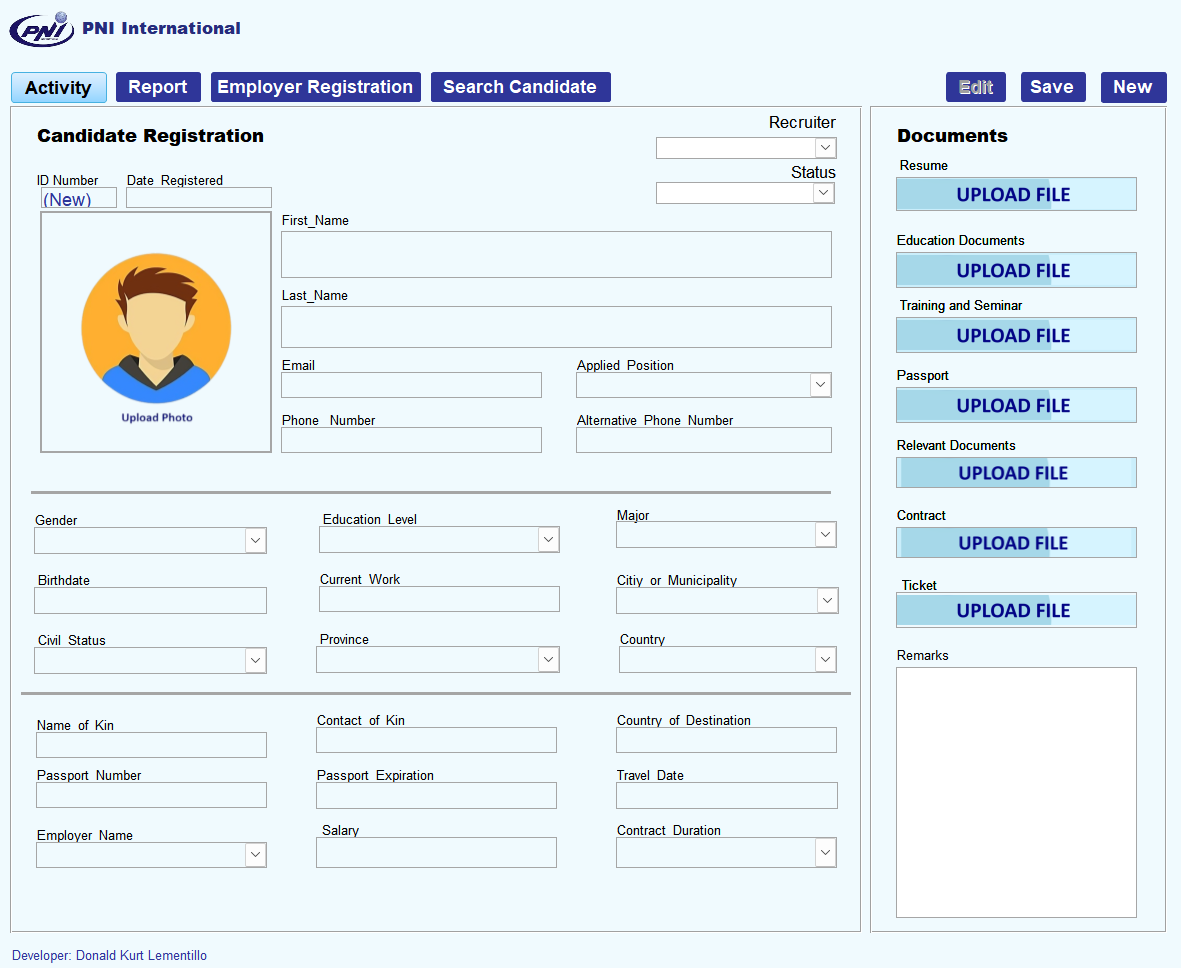 PNI PNI International
Activity Report Employer Registration Search Candidate Edit Save New
Candidate Registration
Recruiter
Status
ID Number Date Registered
(New)
Upload Photo
First_Name
Last_Name
Email Applied Position
Phone Number Alternative Phone Number
Gender Education Level Major
Birthdate Current Work Citiy or Municipality
Civil Status Province Country
Name of Kin Contact of Kin Country of Destination
Passport Number Passport Expiration Travel Date
Employer Name Salary Contract Duration
Documents
Resume
UPLOAD FILE
Education Documents
UPLOAD FILE
Training and Seminar
UPLOAD FILE
Passport
UPLOAD FILE
Relevant Documents
UPLOAD FILE
Contract
UPLOAD FILE
Ticket
UPLOAD FILE
Remarks
Developer: Donald Kurt Lementillo